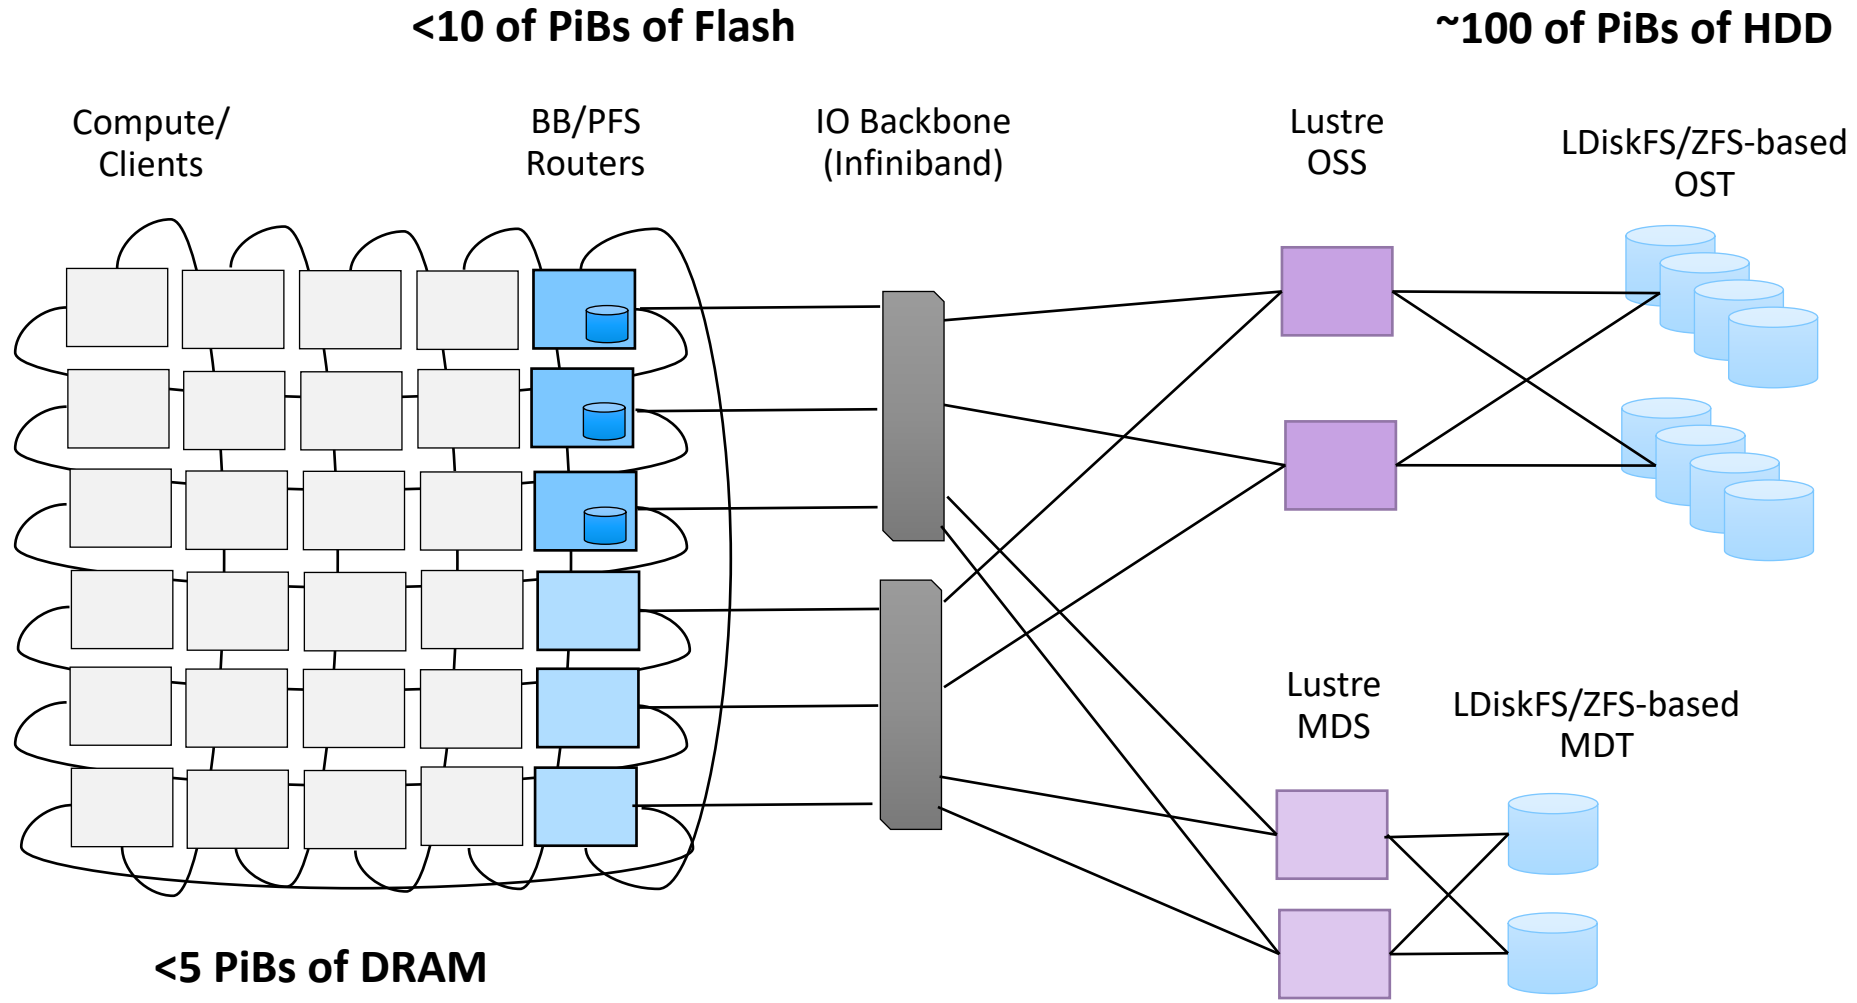 <10 of PiBs of Flash
~100 of PiBs of HDD
Compute/
Clients
BB/PFS
Routers
IO Backbone
(Infiniband)
Lustre
OSS
LDiskFS/ZFS-based
OST
Lustre
MDS
LDiskFS/ZFS-based
MDT
<5 PiBs of DRAM